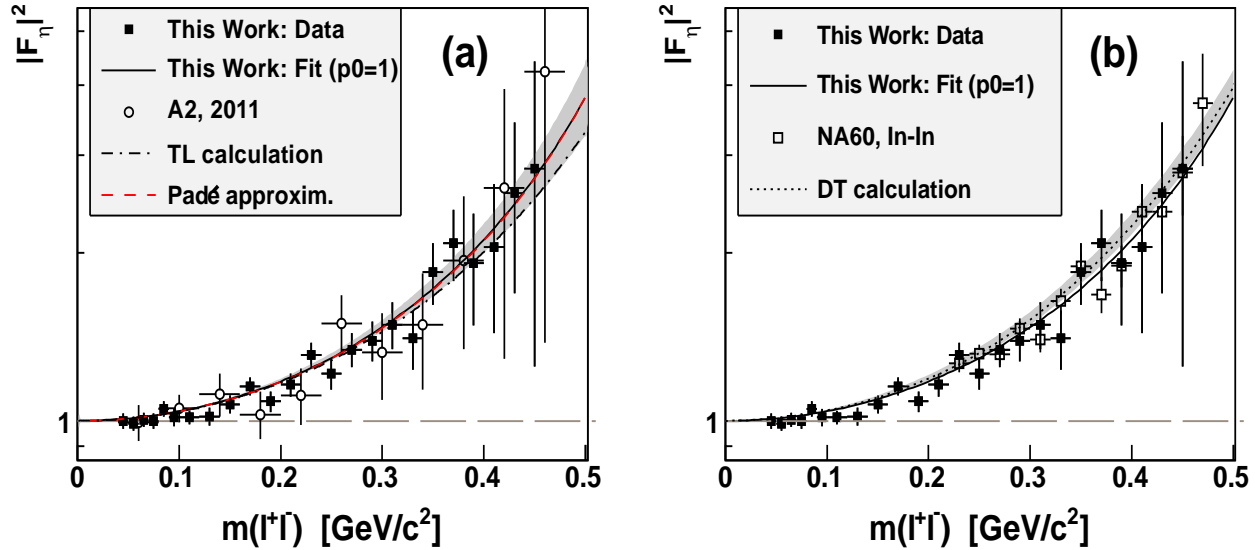 |Fη|²
This Work: Data
This Work: Fit (p0=1)
A2, 2011
TL calculation
Padé approxim.
(a)
1
0 0.1 0.2 0.3 0.4 0.5
m(l⁺l⁻) [GeV/c²]
|Fη|²
This Work: Data
This Work: Fit (p0=1)
NA60, In-In
DT calculation
(b)
1
0 0.1 0.2 0.3 0.4 0.5
m(l⁺l⁻) [GeV/c²]